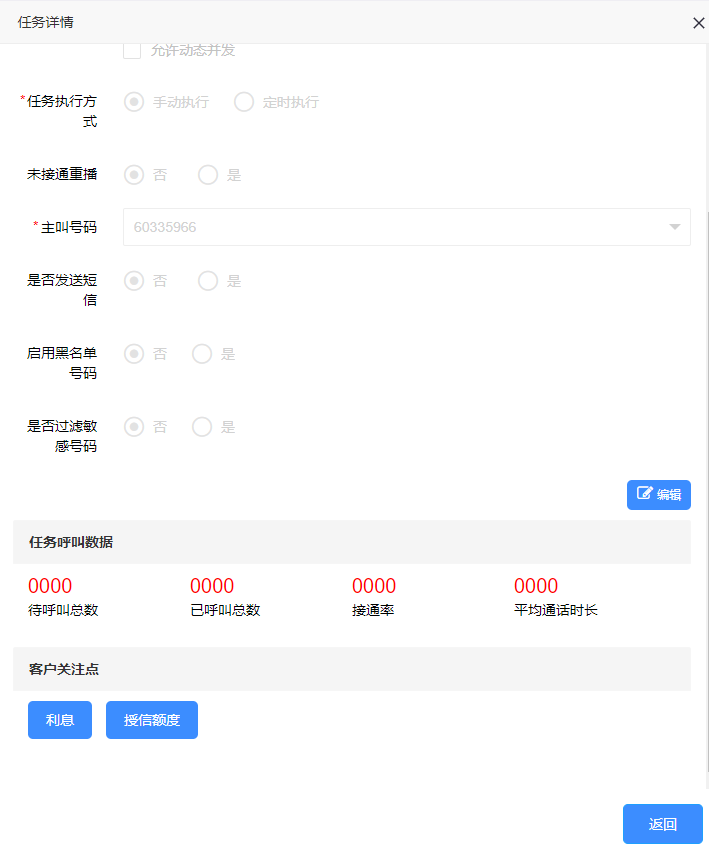 任务详情
允许动态并发
*任务执行方式 手动执行 定时执行
未接通重播 否 是
*主叫号码 60335966
是否发送短信 否 是
启用黑名单号码 否 是
是否过滤敏感号码 否 是
编辑
任务呼叫数据
0000 0000 0000 0000
待呼叫总数 已呼叫总数 接通率 平均通话时长
客户关注点
利息 授信额度
返回